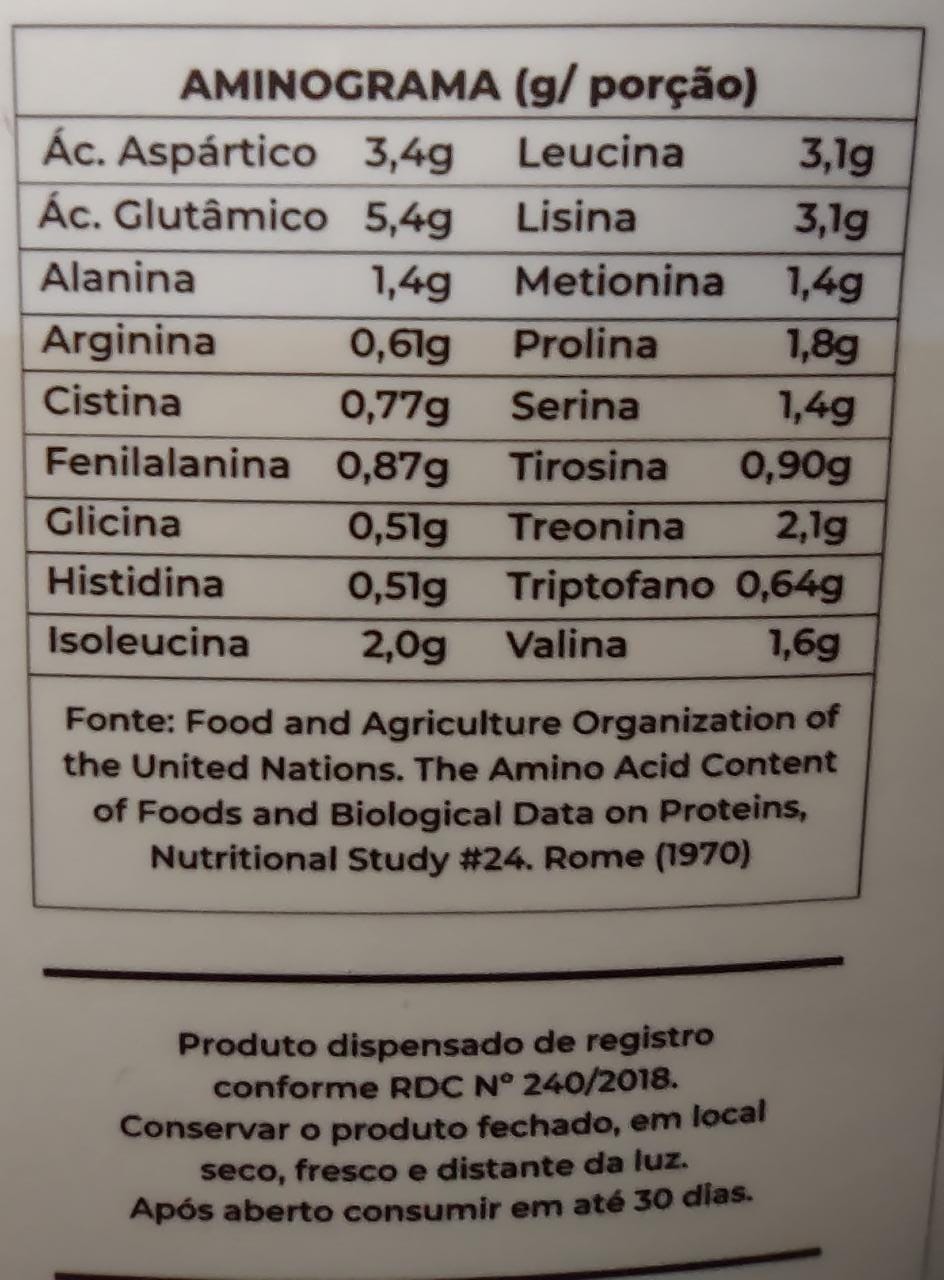 AMINOGRAMA (g/ porção)
Ác. Aspártico 3,4g Leucina 3,1g
Ác. Glutâmico 5,4g Lisina 3,1g
Alanina 1,4g Metionina 1,4g
Arginina 0,61g Prolina 1,8g
Cistina 0,77g Serina 1,4g
Fenilalanina 0,87g Tirosina 0,90g
Glicina 0,51g Treonina 2,1g
Histidina 0,51g Triptofano 0,64g
Isoleucina 2,0g Valina 1,6g
Fonte: Food and Agriculture Organization of
the United Nations. The Amino Acid Content
of Foods and Biological Data on Proteins,
Nutritional Study #24. Rome (1970)
Produto dispensado de registro
conforme RDC Nº 240/2018.
Conservar o produto fechado, em local
seco, fresco e distante da luz.
Após aberto consumir em até 30 dias.